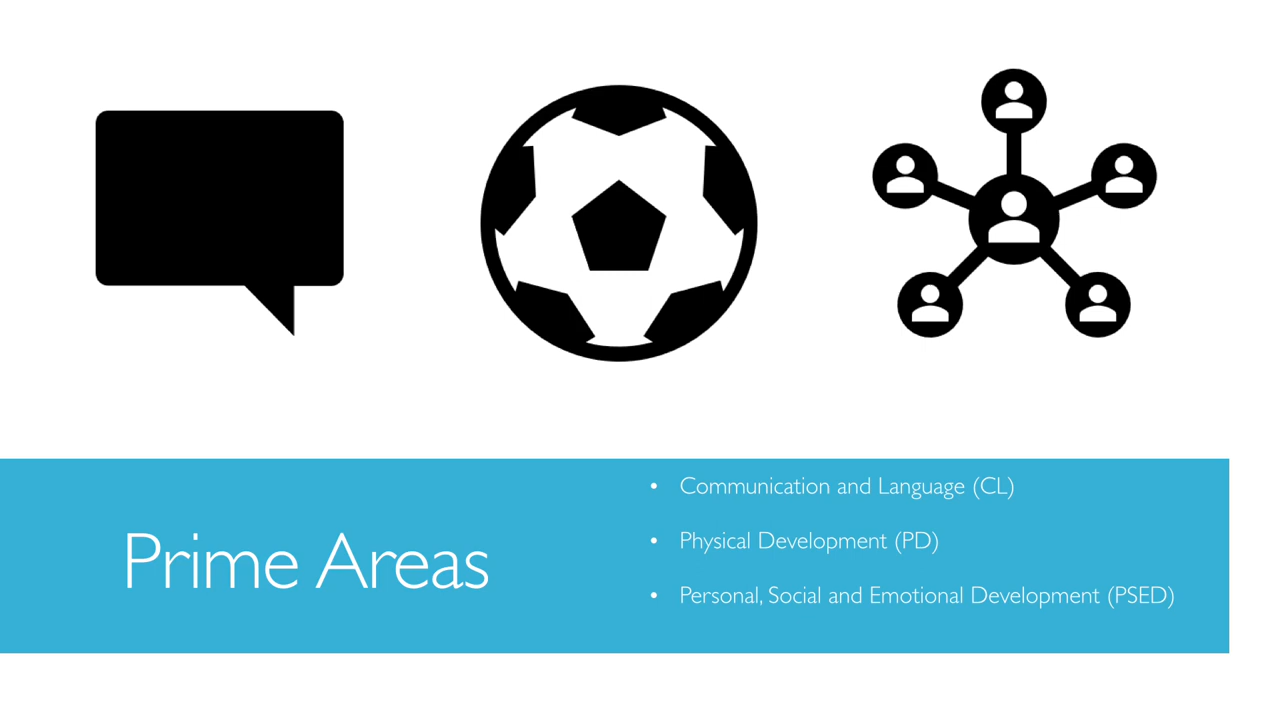 Prime Areas
• Communication and Language (CL)
• Physical Development (PD)
• Personal, Social and Emotional Development (PSED)